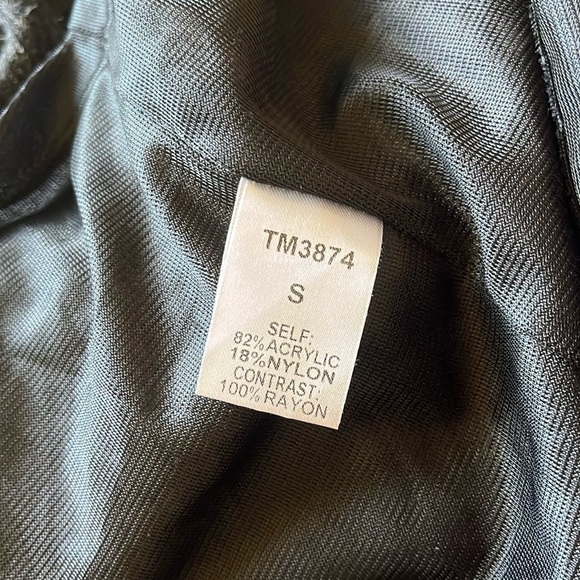 TM3874
S
SELF:
82%ACRYLIC
18%NYLON
CONTRAST:
100%RAYON